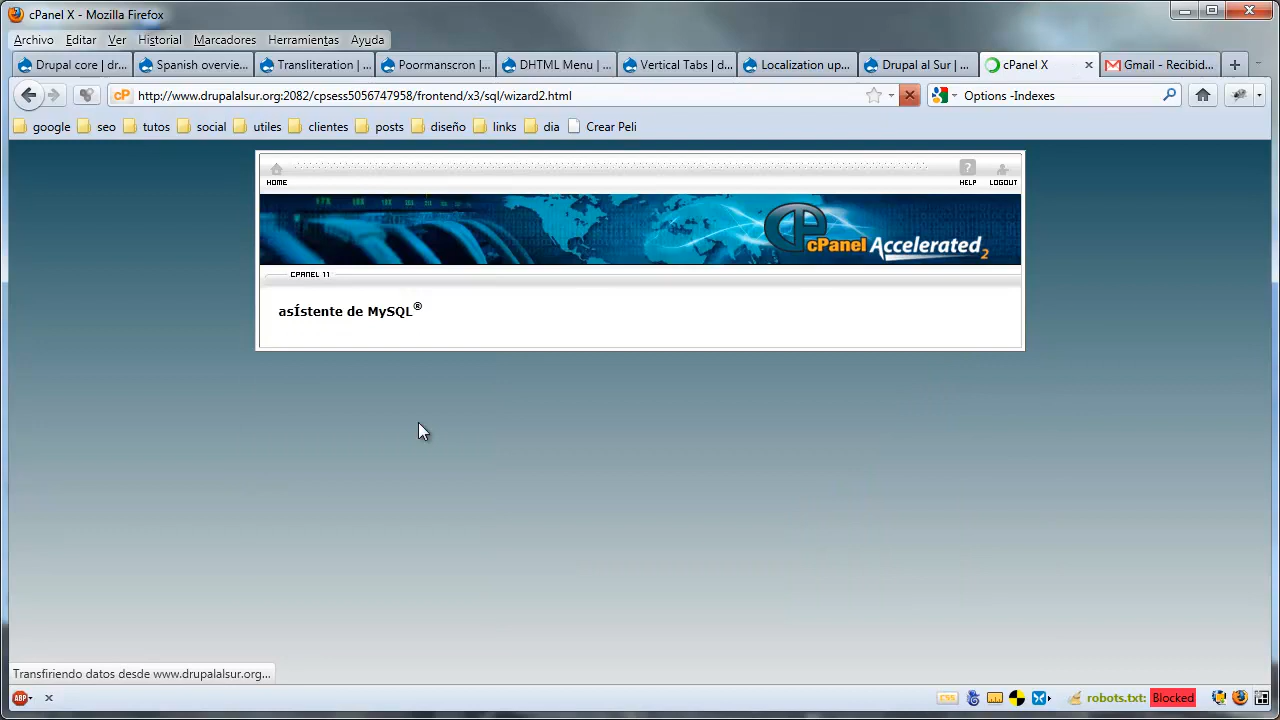 cPanel X - Mozilla Firefox
Archivo Editar Ver Historial Marcadores Herramientas Ayuda
Drupal core | dr... Spanish overvie... Transliteration | ... Poormanscron |... DHTML Menu | ... Vertical Tabs | d... Localization up... Drupal al Sur | ... cPanel X Gmail - Recibid...
cP http://www.drupalalsur.org:2082/cpsess5056747958/frontend/x3/sql/wizard2.html Options -Indexes
google seo tutos social utiles clientes posts diseño links dia Crear Peli
HOME HELP LOGOUT
cPanel Accelerated2
CPANEL 11
asÍstente de MySQL®
Transfiriendo datos desde www.drupalalsur.org...
ABP CSS robots.txt: Blocked